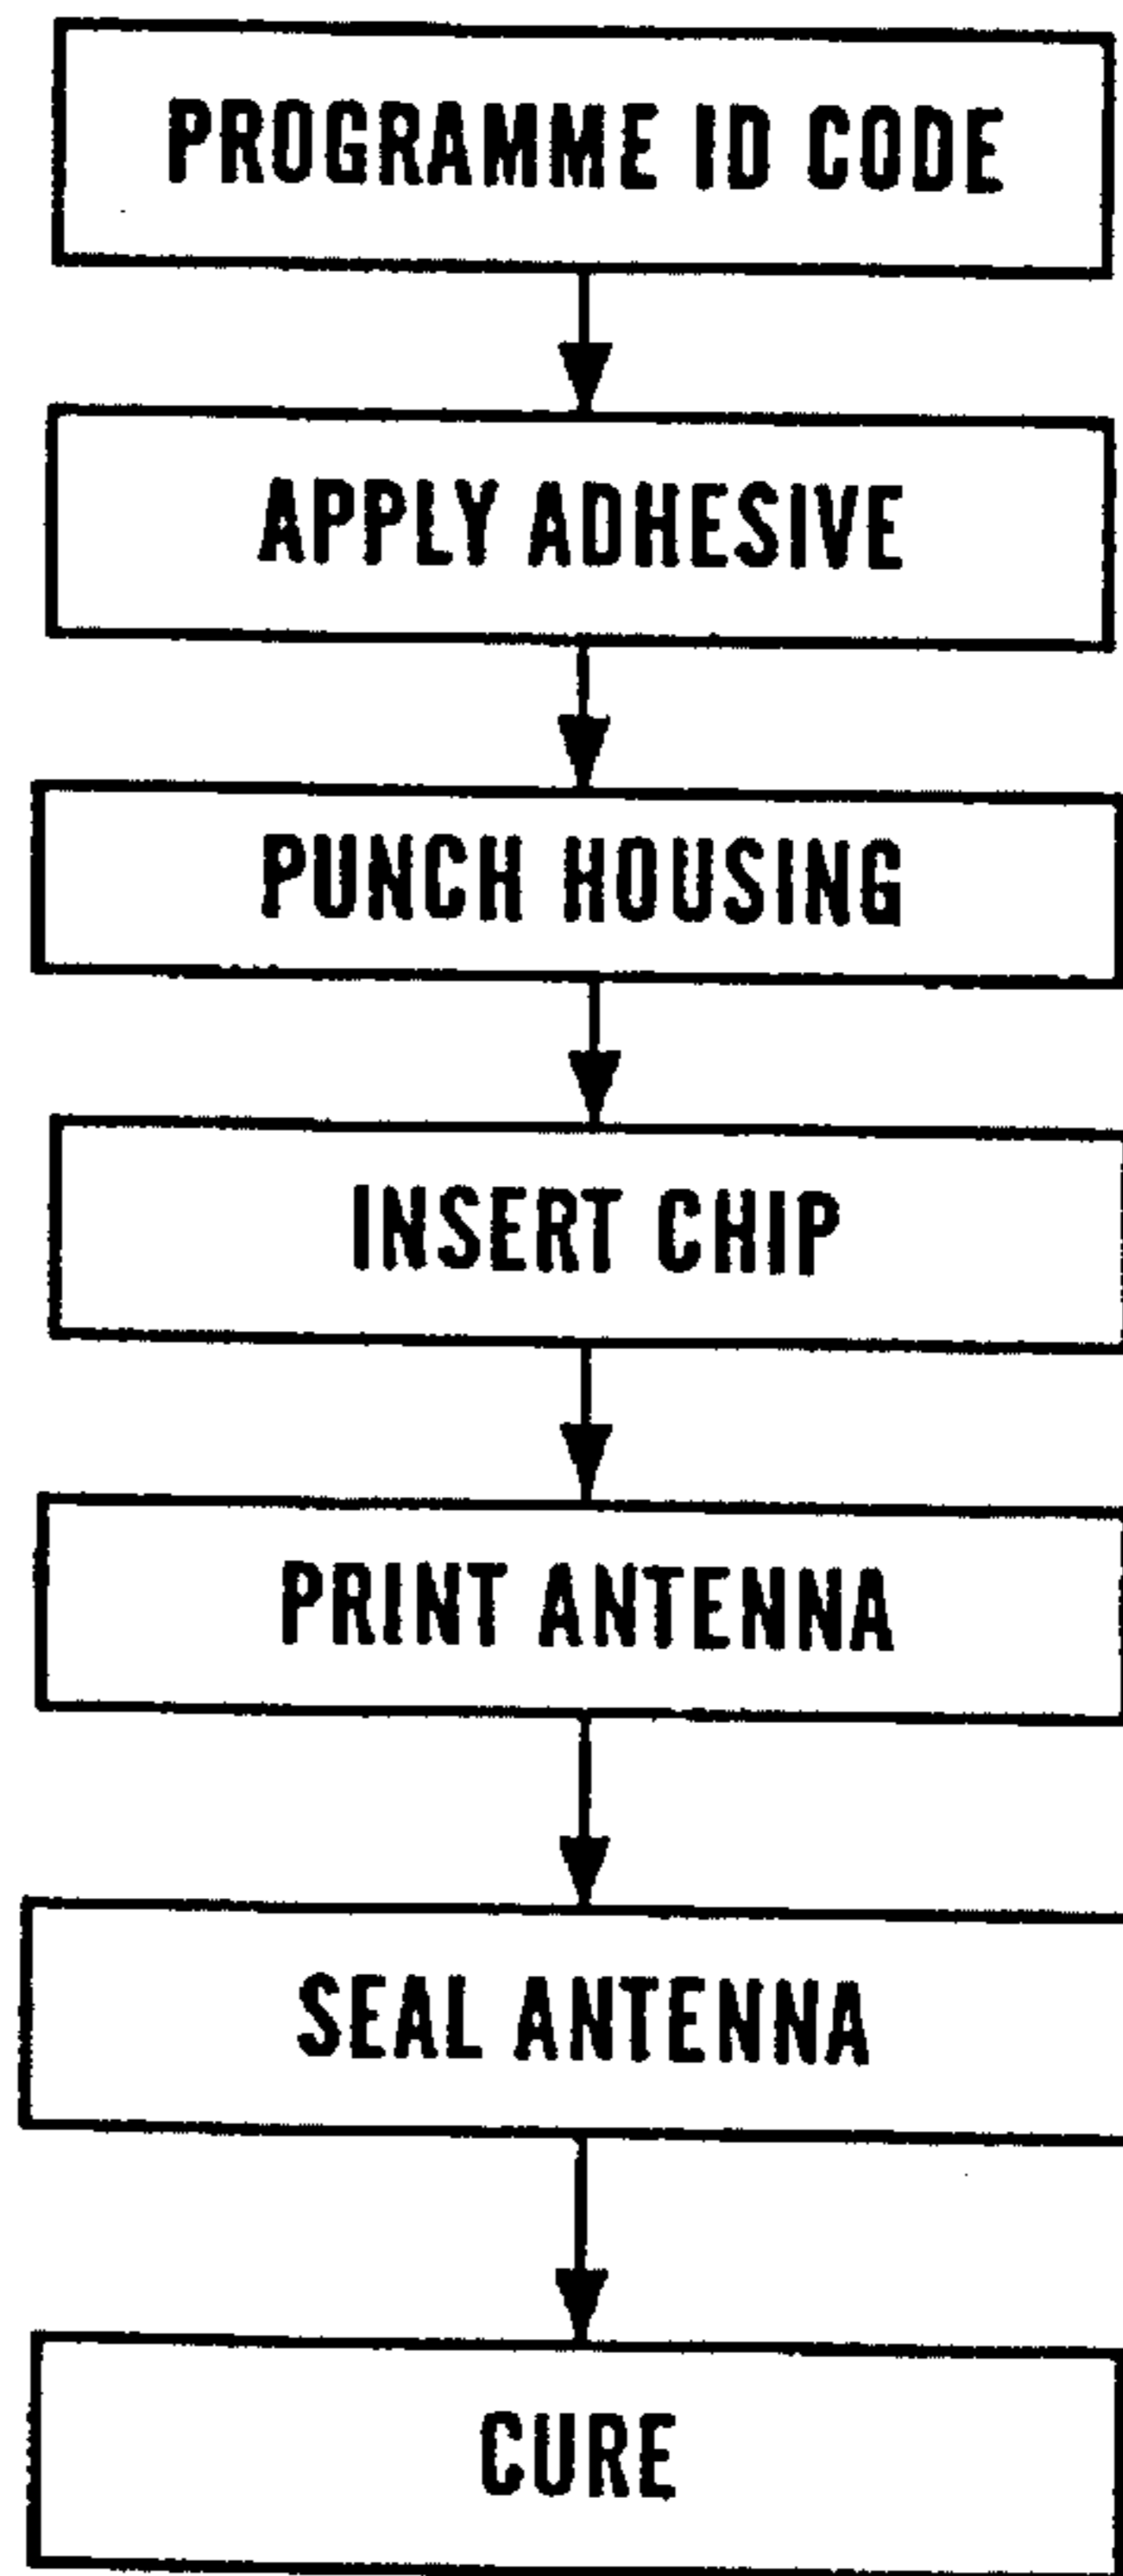 PROGRAMME ID CODE
APPLY ADHESIVE
PUNCH HOUSING
INSERT CHIP
PRINT ANTENNA
SEAL ANTENNA
CURE